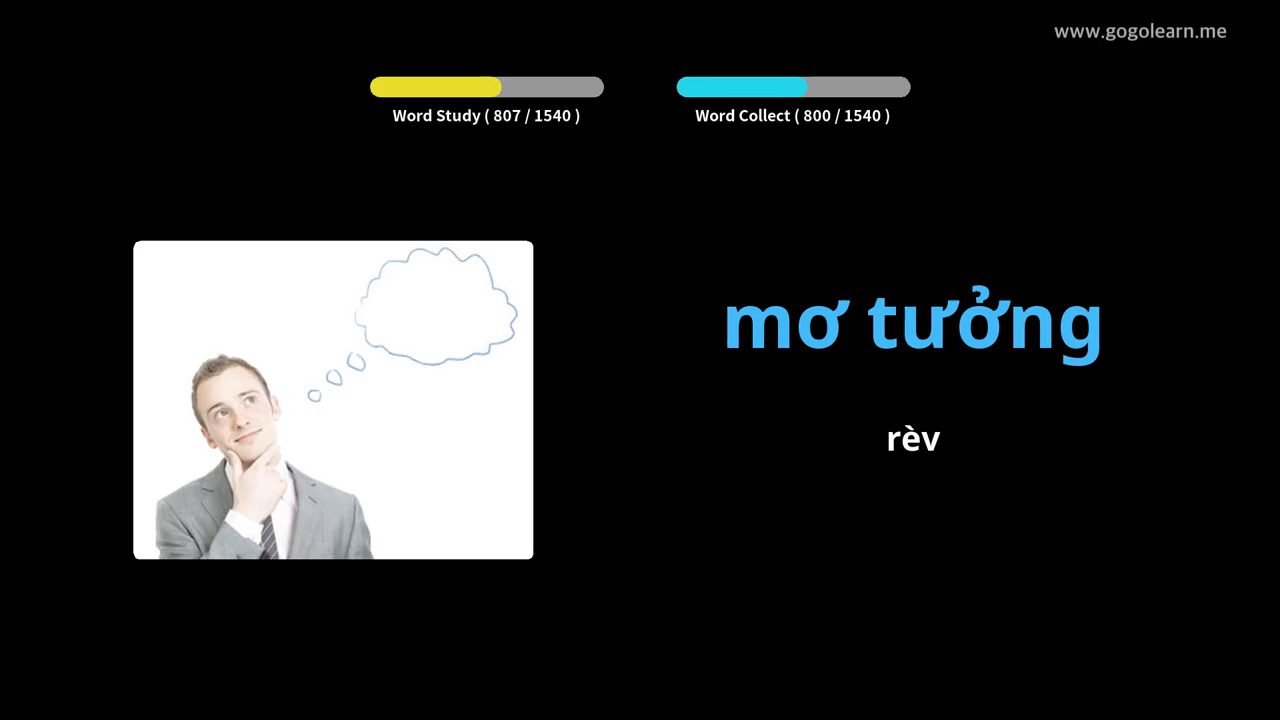 www.gogolearn.me
Word Study ( 807 / 1540 )
Word Collect ( 800 / 1540 )
mơ tưởng
rèv